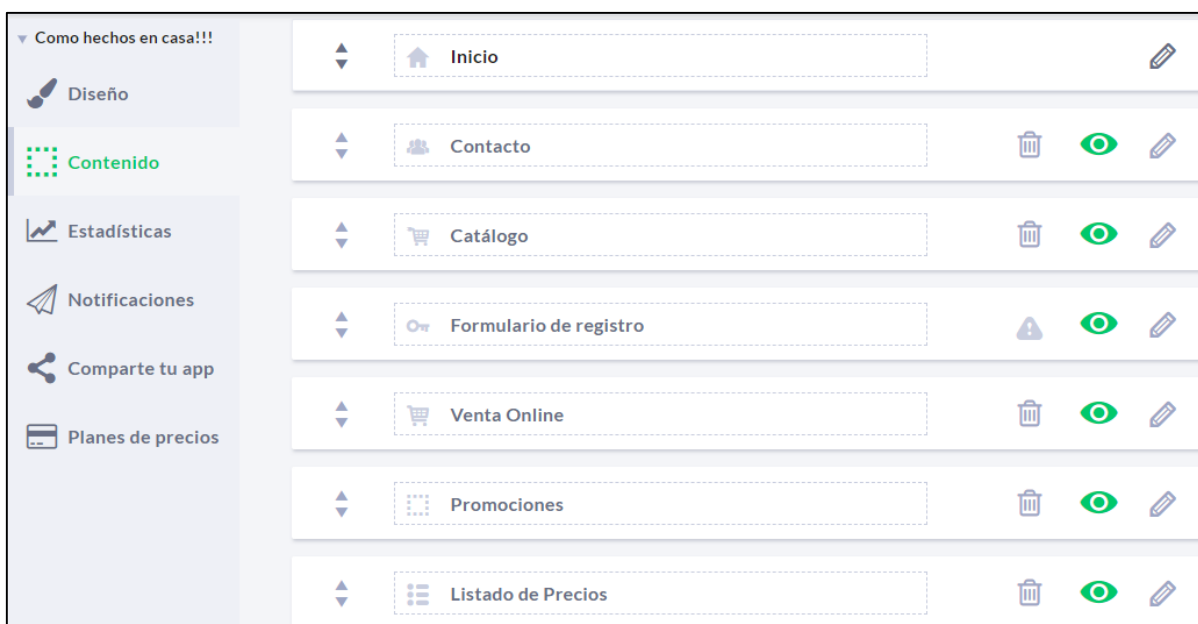 Como hechos en casa!!!
Diseño
Contenido
Estadísticas
Notificaciones
Comparte tu app
Planes de precios
Inicio
Contacto
Catálogo
Formulario de registro
Venta Online
Promociones
Listado de Precios